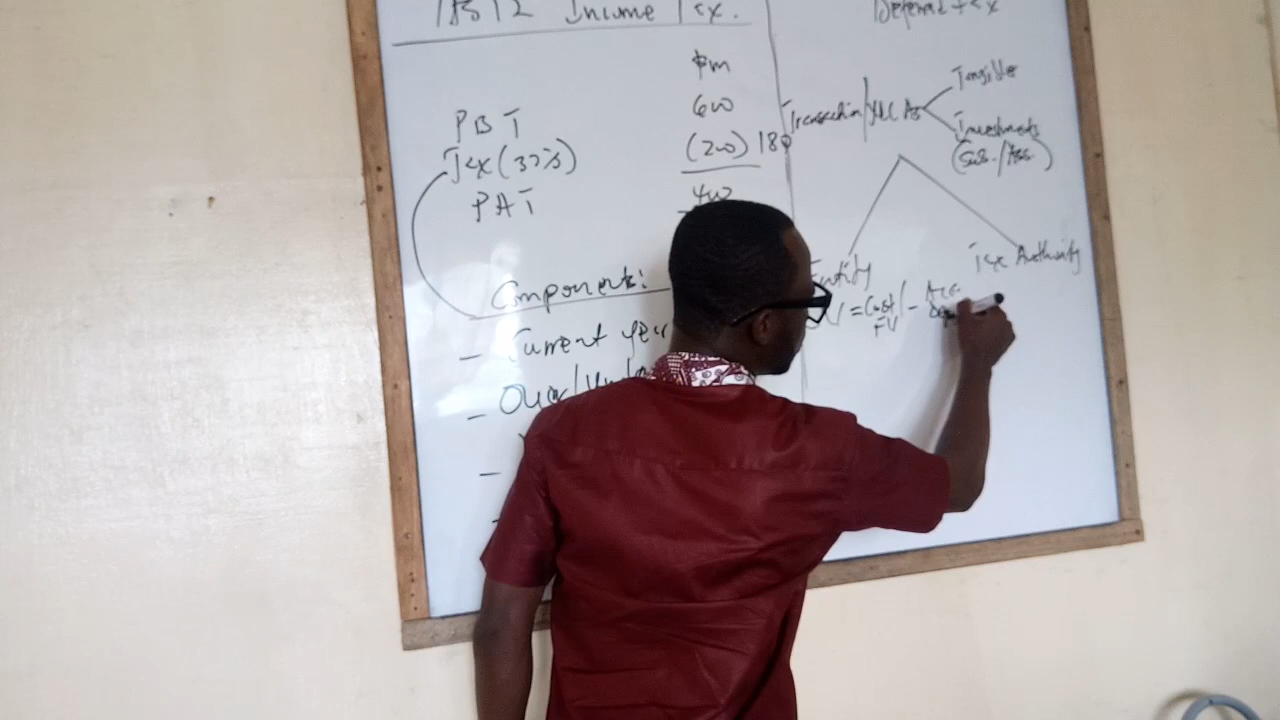 IAS 12 Income Tax.
$m
PBT 600
Tax (30%) (200) 180
PAT 400
Components:
- Current year
- Over/Under
-
Deferred tax
Transaction/
Tangible
Investments
(Sub./Ass.)
Entity
= Cost/FV - Acc.
Tax Authority